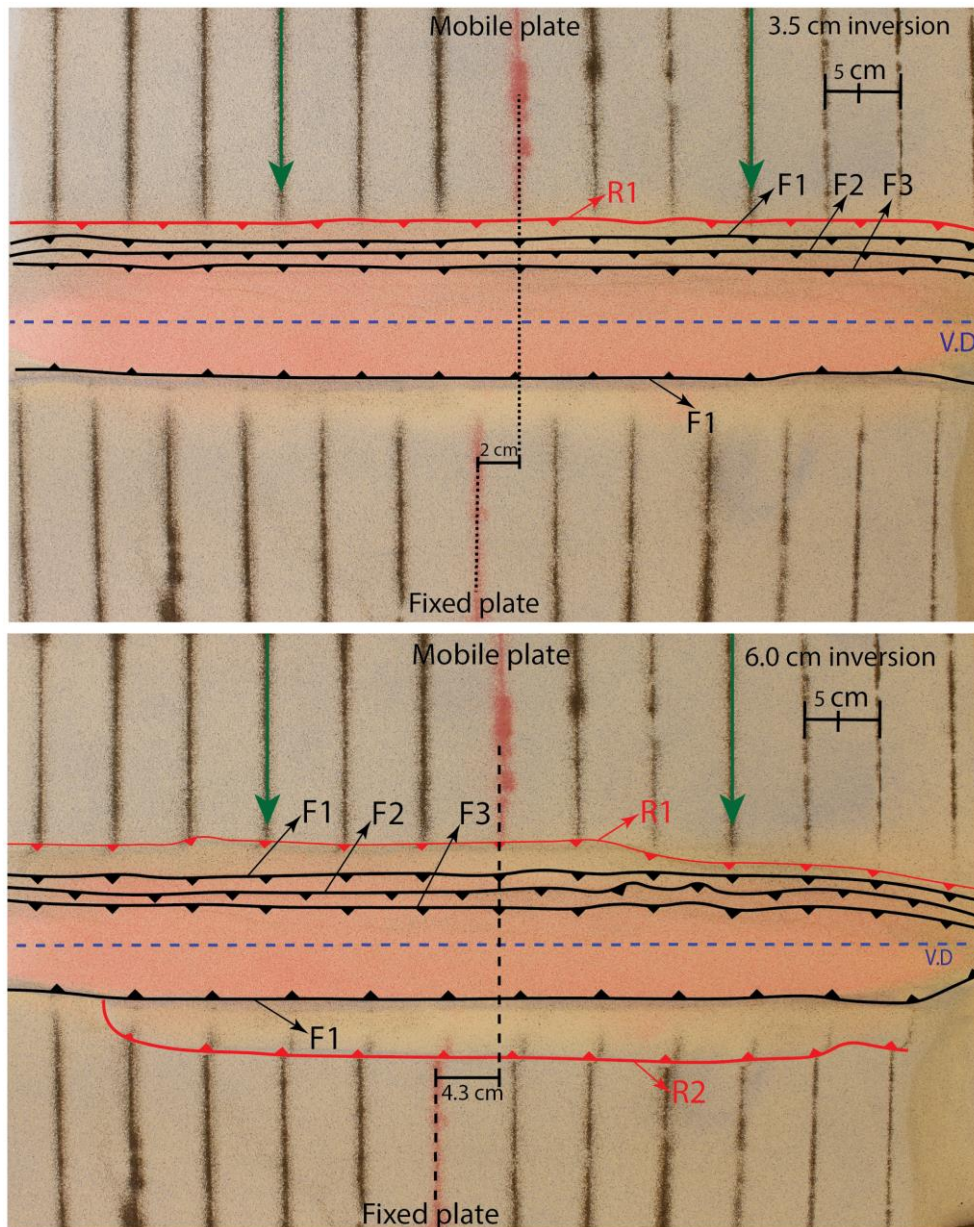 Mobile plate
3.5 cm inversion
5 cm
R1
F1
F2
F3
V.D
F1
2 cm
Fixed plate
Mobile plate
6.0 cm inversion
5 cm
F1
F2
F3
R1
V.D
F1
4.3 cm
R2
Fixed plate